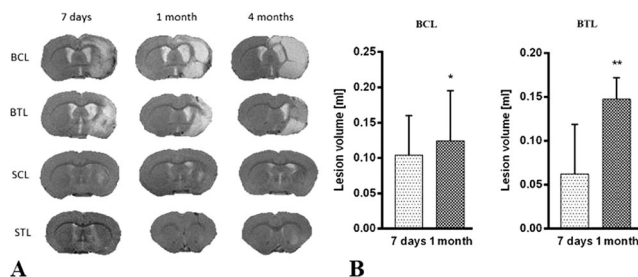 7 days 1 month 4 months
BCL
BTL
SCL
STL
A
BCL
Lesion volume [ml]
0.25
0.20
0.15
0.10
0.05
0.00
*
7 days 1 month
BTL
Lesion volume [ml]
0.20
0.15
0.10
0.05
0.00
**
7 days 1 month
B